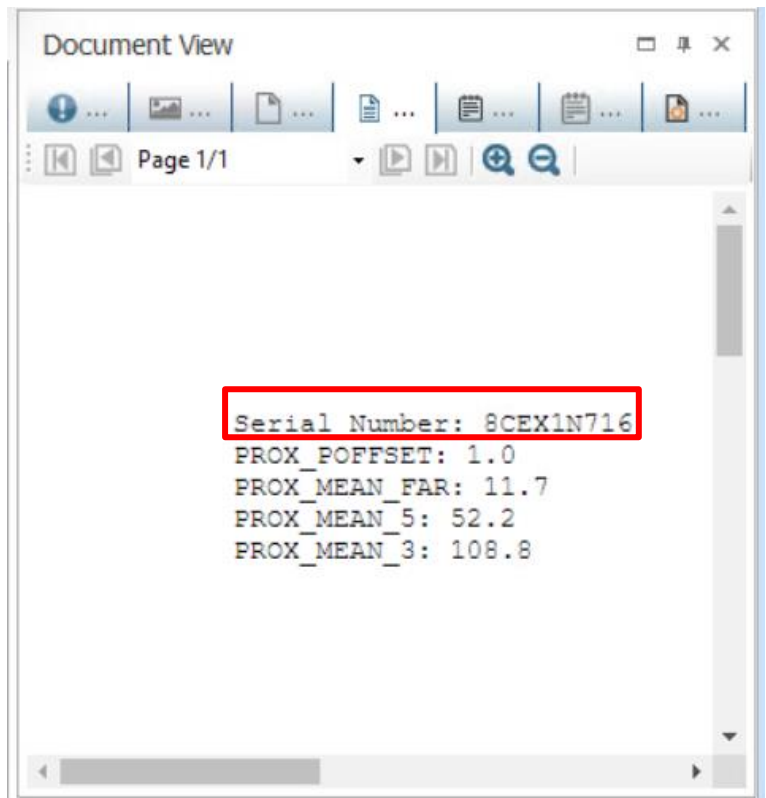 Document View
... ... ... ... ... ... ...
Page 1/1
Serial Number: 8CEX1N716
PROX_POFFSET: 1.0
PROX_MEAN_FAR: 11.7
PROX_MEAN_5: 52.2
PROX_MEAN_3: 108.8